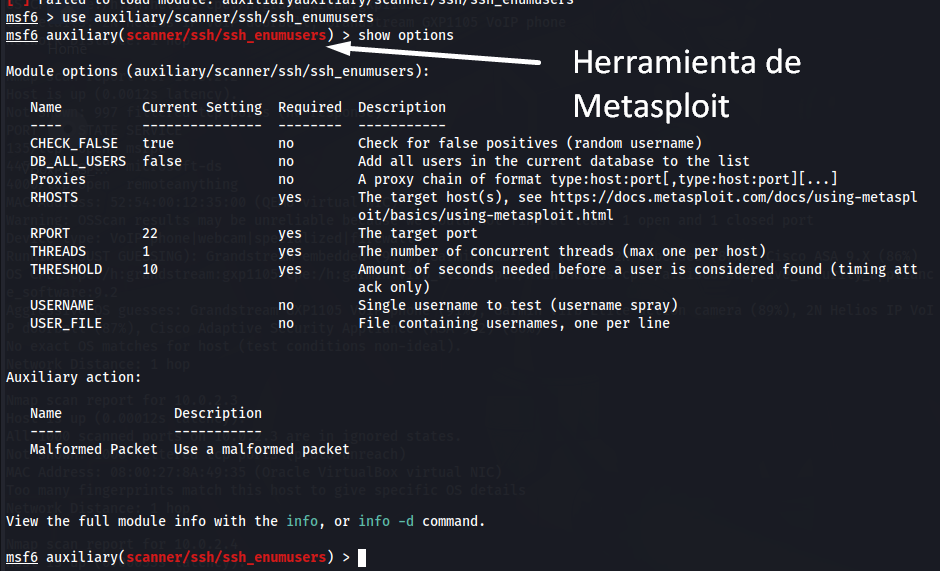 [-] Failed to load module: auxiliaryauxiliary/scanner/ssh/ssh_enumusers
msf6 > use auxiliary/scanner/ssh/ssh_enumusers
msf6 auxiliary(scanner/ssh/ssh_enumusers) > show options
Herramienta de
Metasploit
Module options (auxiliary/scanner/ssh/ssh_enumusers):
Name Current Setting Required Description
---- --------------- -------- -----------
CHECK_FALSE true no Check for false positives (random username)
DB_ALL_USERS false no Add all users in the current database to the list
Proxies no A proxy chain of format type:host:port[,type:host:port][...]
RHOSTS yes The target host(s), see https://docs.metasploit.com/docs/using-metaspl
oit/basics/using-metasploit.html
RPORT 22 yes The target port
THREADS 1 yes The number of concurrent threads (max one per host)
THRESHOLD 10 yes Amount of seconds needed before a user is considered found (timing att
ack only)
USERNAME no Single username to test (username spray)
USER_FILE no File containing usernames, one per line
Auxiliary action:
Name Description
---- -----------
Malformed Packet Use a malformed packet
View the full module info with the info, or info -d command.
msf6 auxiliary(scanner/ssh/ssh_enumusers) >